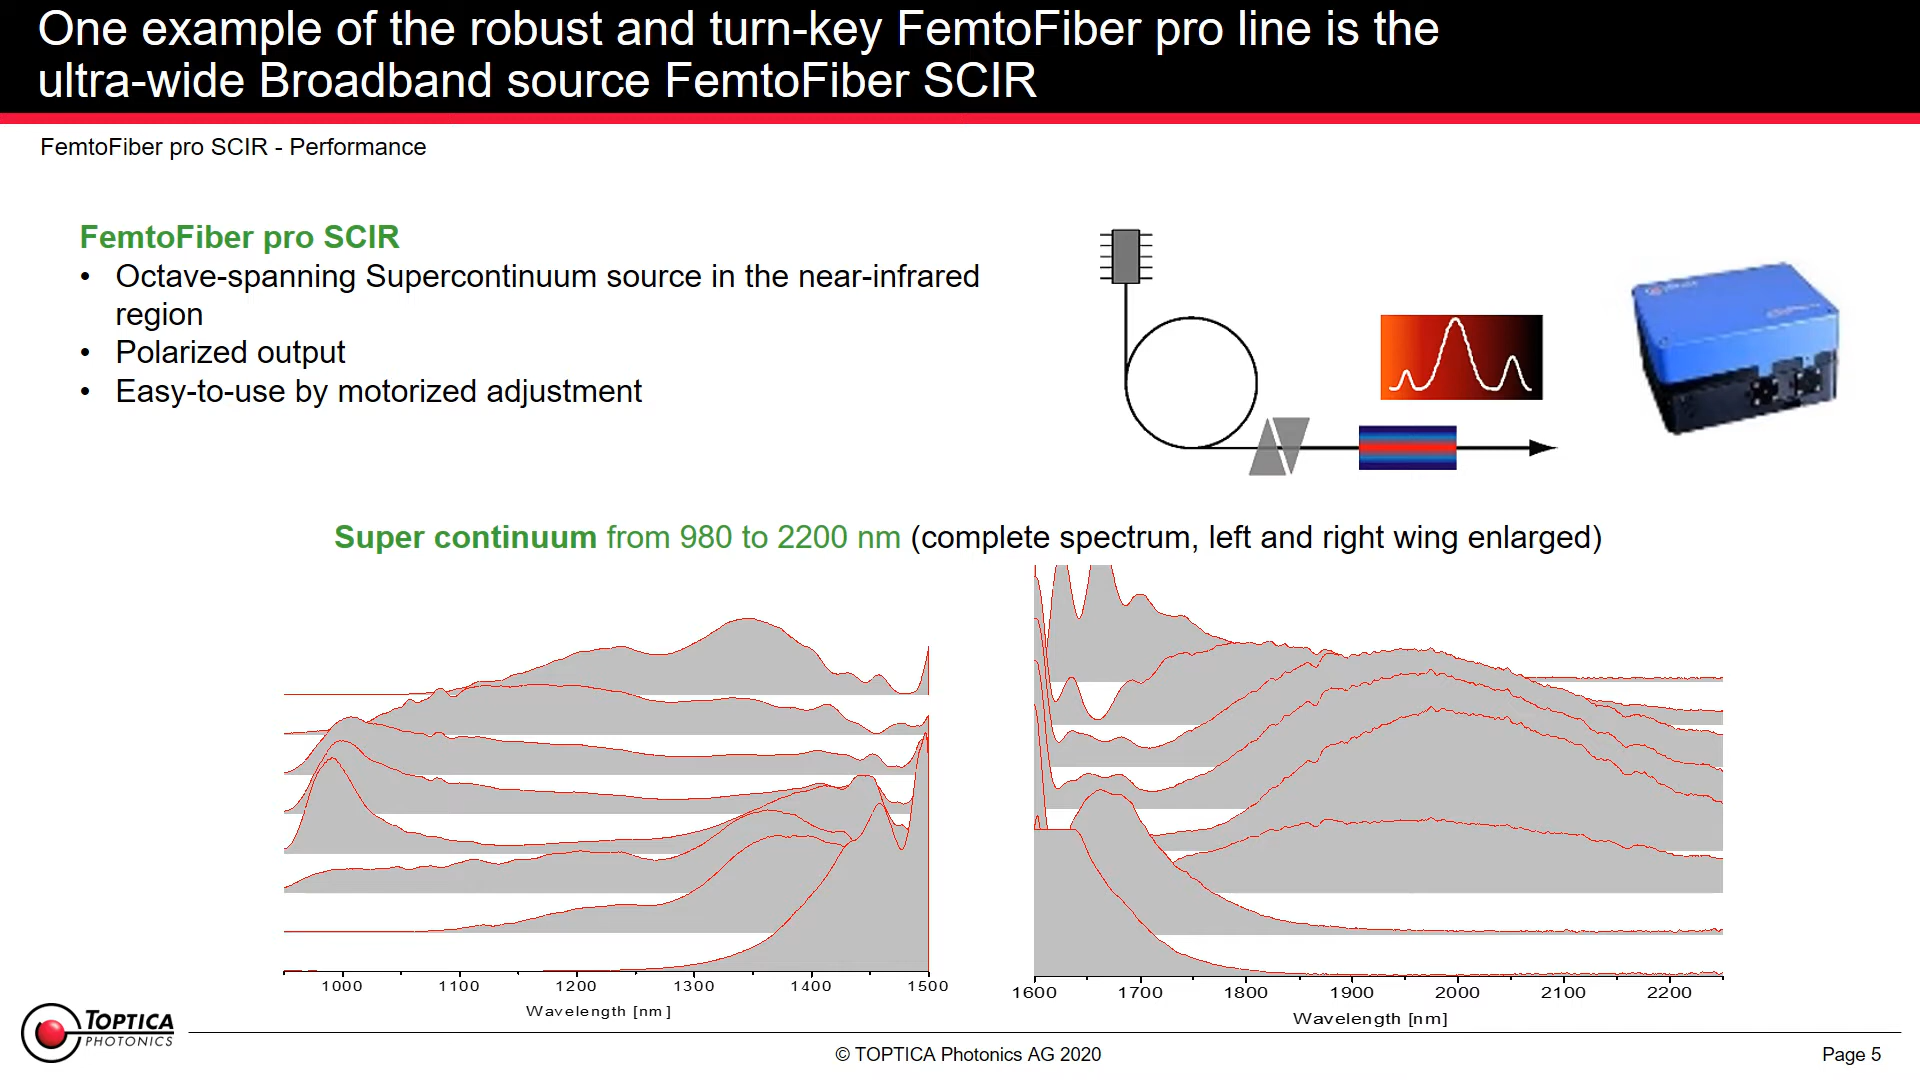 One example of the robust and turn-key FemtoFiber pro line is the
ultra-wide Broadband source FemtoFiber SCIR
FemtoFiber pro SCIR - Performance
FemtoFiber pro SCIR
• Octave-spanning Supercontinuum source in the near-infrared
region
• Polarized output
• Easy-to-use by motorized adjustment
Super continuum from 980 to 2200 nm (complete spectrum, left and right wing enlarged)
1000 1100 1200 1300 1400 1500
Wavelength [nm]
1600 1700 1800 1900 2000 2100 2200
Wavelength [nm]
TOPTICA
PHOTONICS
© TOPTICA Photonics AG 2020
Page 5